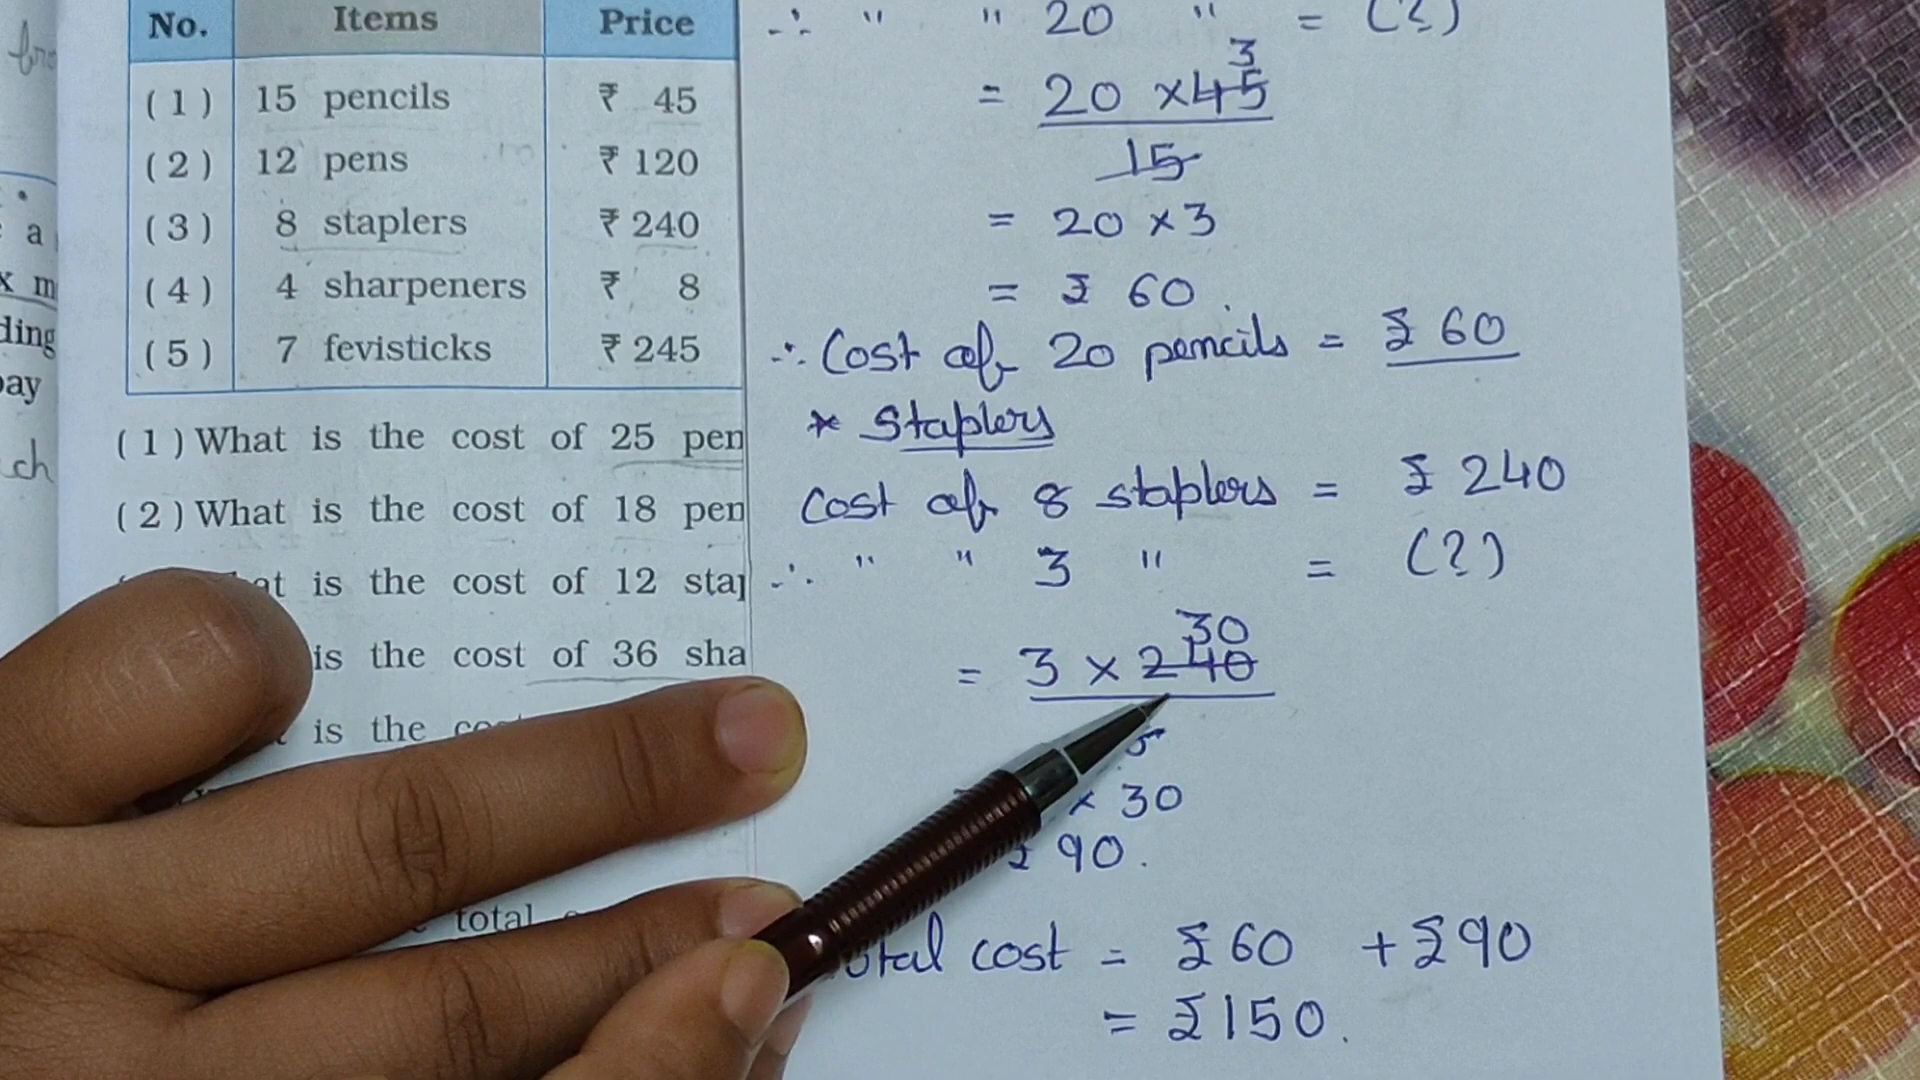 No. Items Price
( 1 ) 15 pencils ₹ 45
( 2 ) 12 pens ₹ 120
( 3 ) 8 staplers ₹ 240
( 4 ) 4 sharpeners ₹ 8
( 5 ) 7 fevisticks ₹ 245
( 1 ) What is the cost of 25 pen
( 2 ) What is the cost of 18 pen
is the cost of 12 stap
is the cost of 36 sha
is the
total
∴ " " 20 " = (?)
3
= 20 × 45
15
= 20 × 3
= ₹ 60.
∴ Cost of 20 pencils = ₹ 60
* Staplers
Cost of 8 staplers = ₹ 240
∴ " " 3 " = (?)
30
= 3 × 240
× 30
₹ 90.
cost = ₹ 60 + ₹ 90
= ₹ 150.